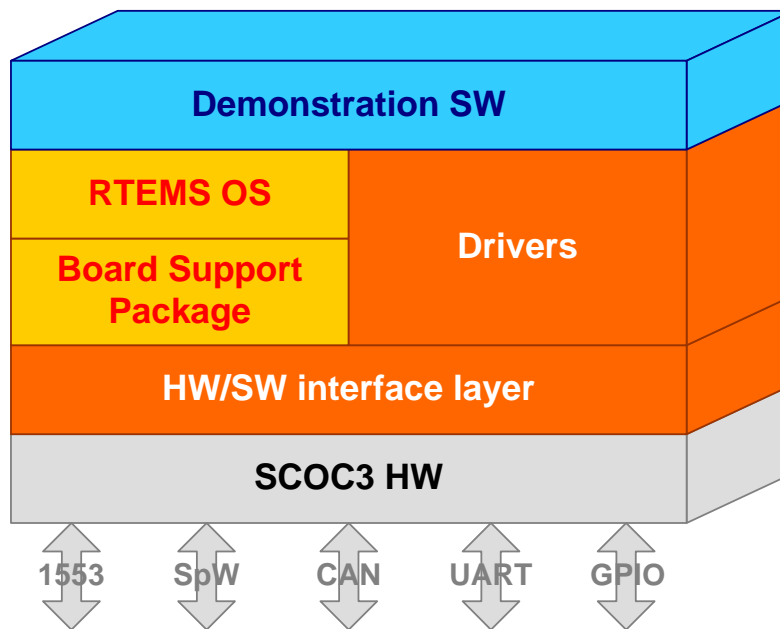 Demonstration SW
RTEMS OS
Drivers
Board Support
Package
HW/SW interface layer
SCOC3 HW
1553 SpW CAN UART GPIO